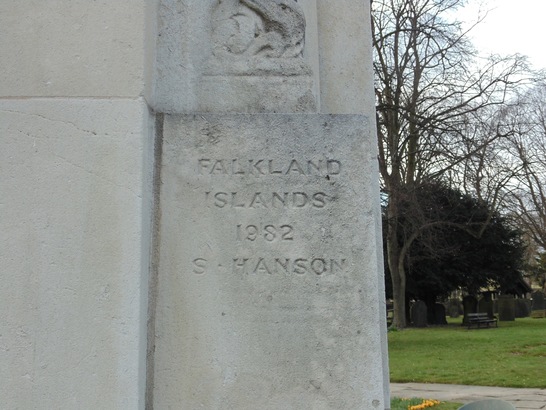 FALKLAND
ISLANDS
1982
S · HANSON